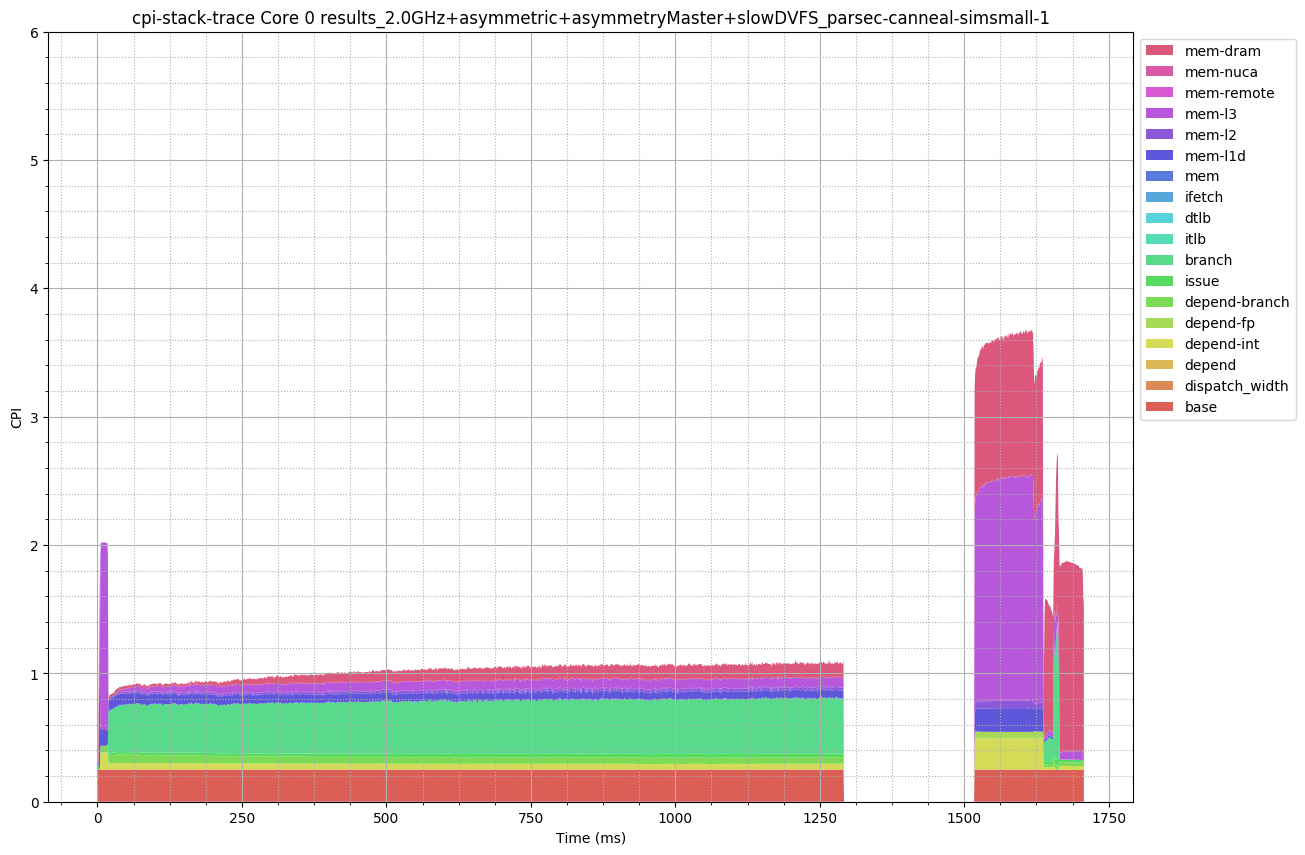 cpi-stack-trace Core 0 results_2.0GHz+asymmetric+asymmetryMaster+slowDVFS_parsec-canneal-simsmall-1
6
5
4
3
2
1
0
CPI
0
250
500
750
1000
1250
1500
1750
Time (ms)
mem-dram
mem-nuca
mem-remote
mem-l3
mem-l2
mem-l1d
mem
ifetch
dtlb
itlb
branch
issue
depend-branch
depend-fp
depend-int
depend
dispatch_width
base